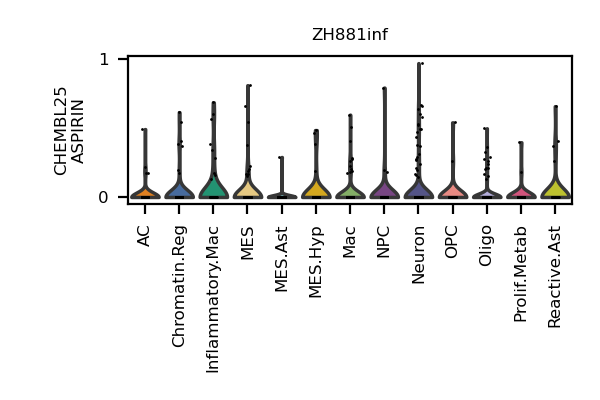 ZH881inf
1
0
CHEMBL25
ASPIRIN
AC
Chromatin.Reg
Inflammatory.Mac
MES
MES.Ast
MES.Hyp
Mac
NPC
Neuron
OPC
Oligo
Prolif.Metab
Reactive.Ast